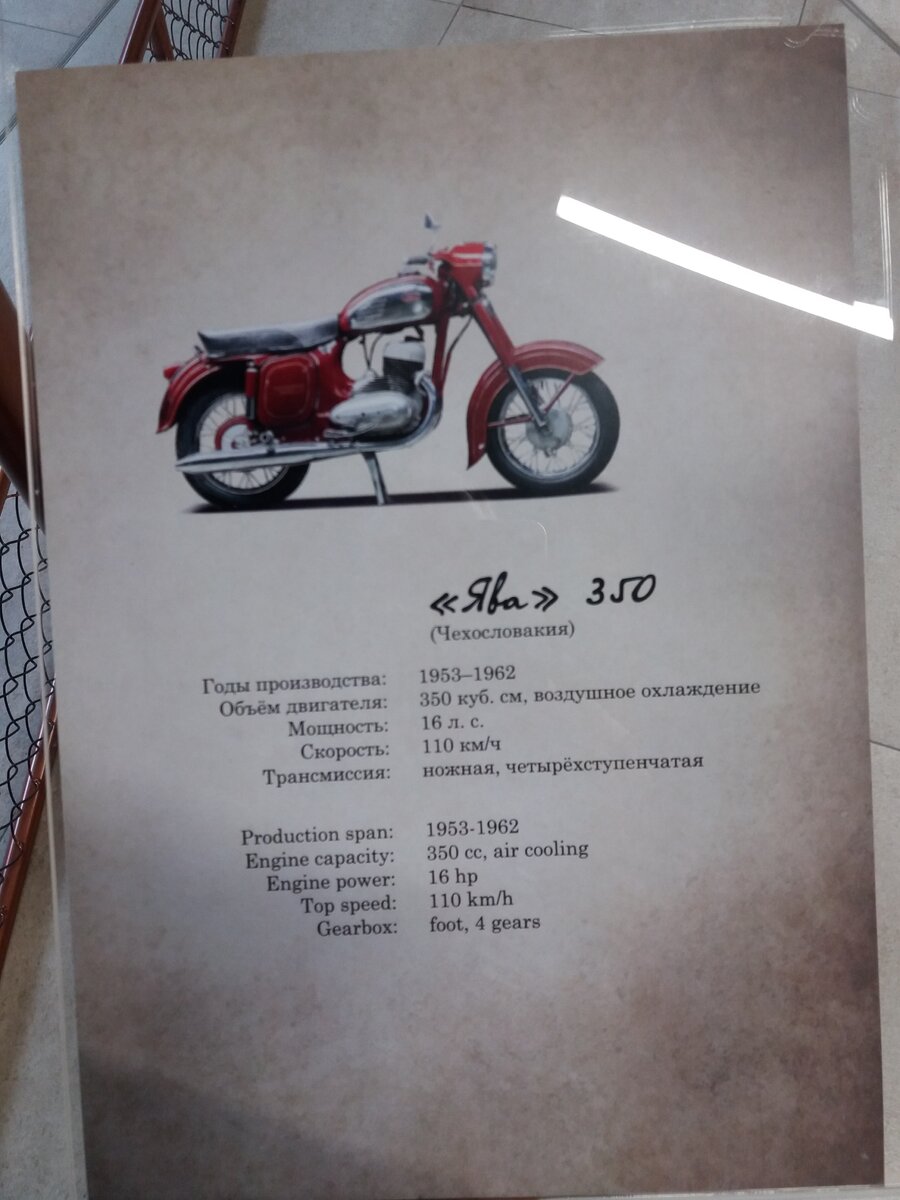 «Ява» 350
(Чехословакия)
Годы производства: 1953–1962
Объём двигателя: 350 куб. см, воздушное охлаждение
Мощность: 16 л. с.
Скорость: 110 км/ч
Трансмиссия: ножная, четырёхступенчатая
Production span: 1953-1962
Engine capacity: 350 cc, air cooling
Engine power: 16 hp
Top speed: 110 km/h
Gearbox: foot, 4 gears